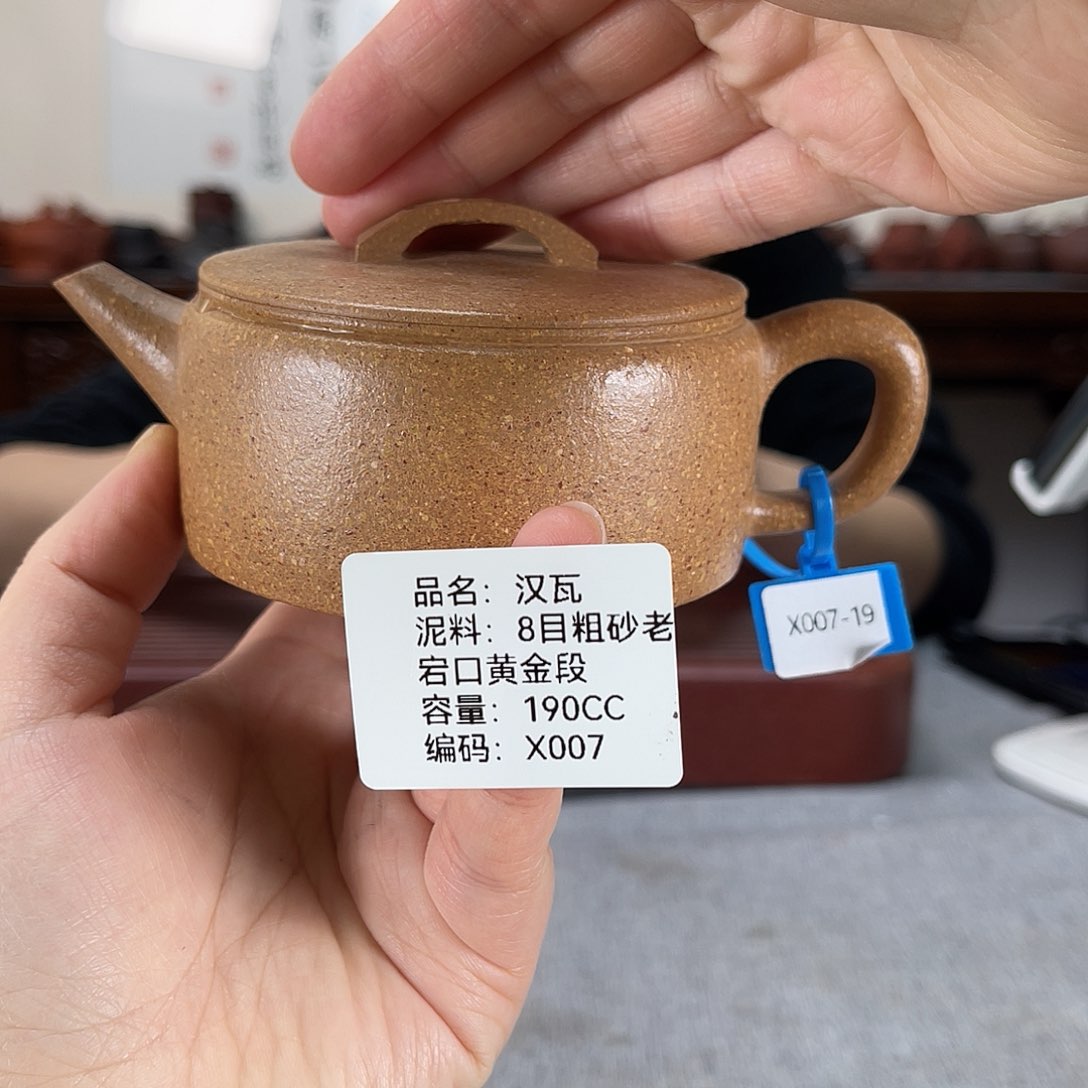 品名：汉瓦
泥料：8目粗砂老
宕口黄金段
容量：190CC
编码：X007
X007-19